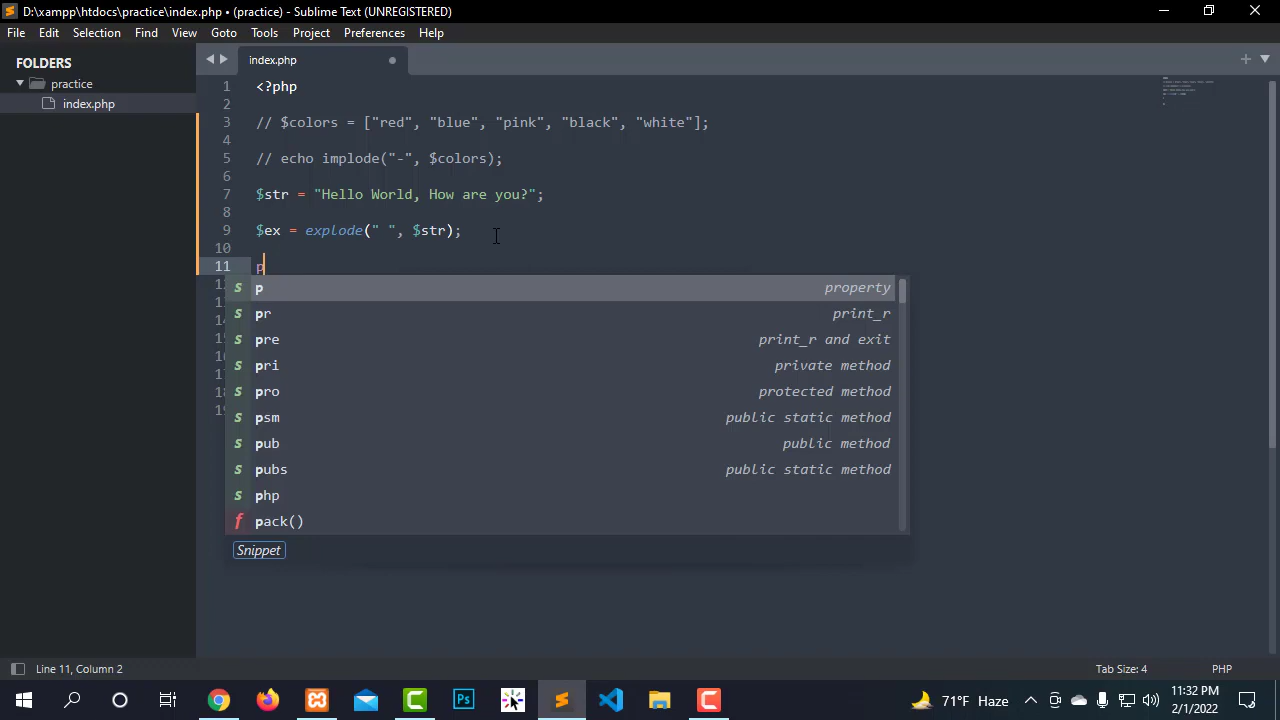 D:\xampp\htdocs\practice\index.php • (practice) - Sublime Text (UNREGISTERED)
File Edit Selection Find View Goto Tools Project Preferences Help
FOLDERS
practice
index.php
index.php
1 <?php
2
3 // $colors = ["red", "blue", "pink", "black", "white"];
4
5 // echo implode("-", $colors);
6
7 $str = "Hello World, How are you?";
8
9 $ex = explode(" ", $str);
10
11 p
s p property
s pr print_r
s pre print_r and exit
s pri private method
s pro protected method
s psm public static method
s pub public method
s pubs public static method
s php
f pack()
Snippet
Line 11, Column 2
Tab Size: 4
PHP
Ps
71°F Haze
11:32 PM
2/1/2022